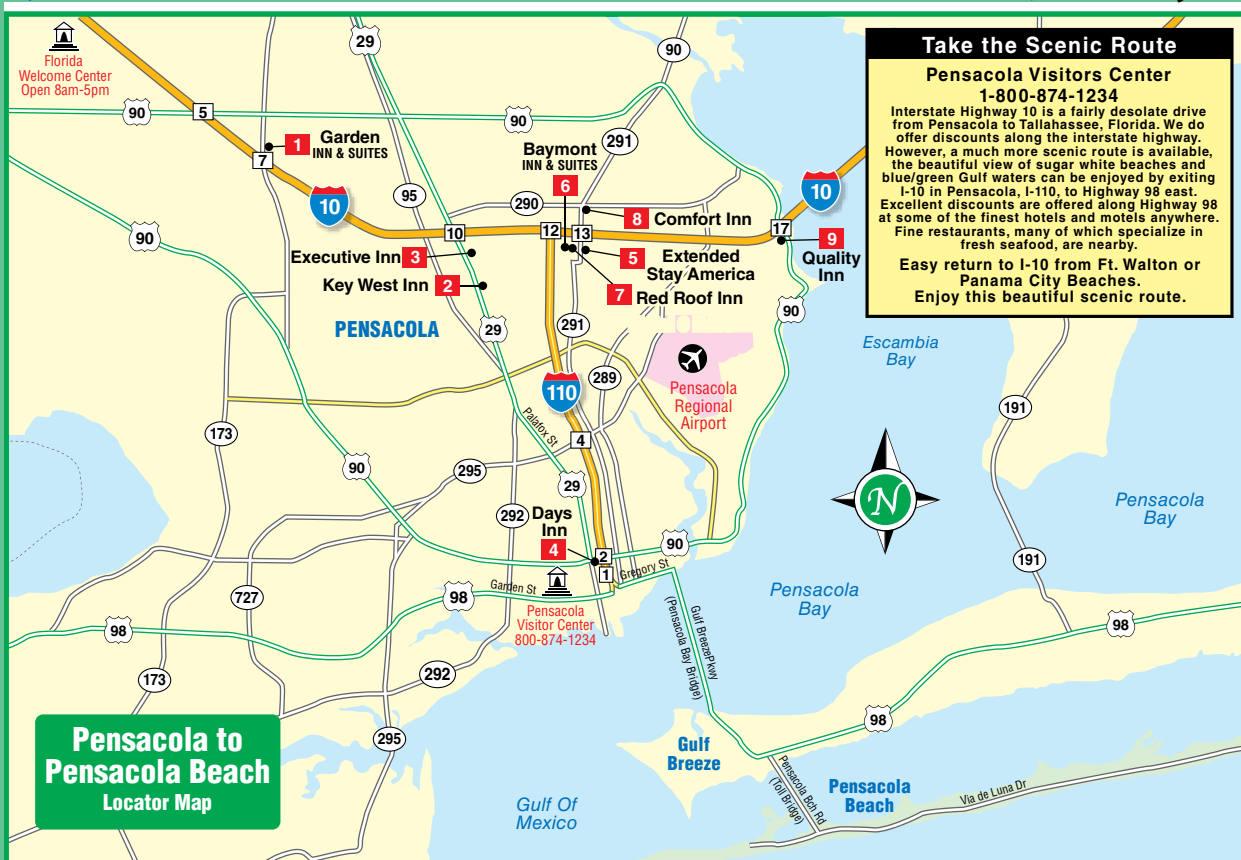 Florida
Welcome Center
Open 8am-5pm
29
90
90
5
90
291
1
Garden
INN & SUITES
7
Baymont
INN & SUITES
6
10
95
290
10
12
13
8 Comfort Inn
17
10
9
Quality
Inn
Executive Inn 3
5
Extended
Stay America
Key West Inn 2
7 Red Roof Inn
90
PENSACOLA
29
291
90
110
289
Pensacola
Regional
Airport
Palafox St
4
173
90
295
29
292
Days
Inn
4
2
1
90
Gregory St
Garden St
98
Pensacola
Visitor Center
800-874-1234
727
98
173
292
295
Gulf BreezePkwy
(Pensacola Bay Bridge)
Take the Scenic Route
Pensacola Visitors Center
1-800-874-1234
Interstate Highway 10 is a fairly desolate drive
from Pensacola to Tallahassee, Florida. We do
offer discounts along the interstate highway.
However, a much more scenic route is available,
the beautiful view of sugar white beaches and
blue/green Gulf waters can be enjoyed by exiting
I-10 in Pensacola, I-110, to Highway 98 east.
Excellent discounts are offered along Highway 98
at some of the finest hotels and motels anywhere.
Fine restaurants, many of which specialize in
fresh seafood, are nearby.
Easy return to I-10 from Ft. Walton or
Panama City Beaches.
Enjoy this beautiful scenic route.
Escambia
Bay
191
N
Pensacola
Bay
191
Pensacola
Bay
98
98
Gulf
Breeze
Pensacola Bch Rd
(Toll Bridge)
Pensacola
Beach
Via de Luna Dr
Gulf Of
Mexico
Pensacola to
Pensacola Beach
Locator Map